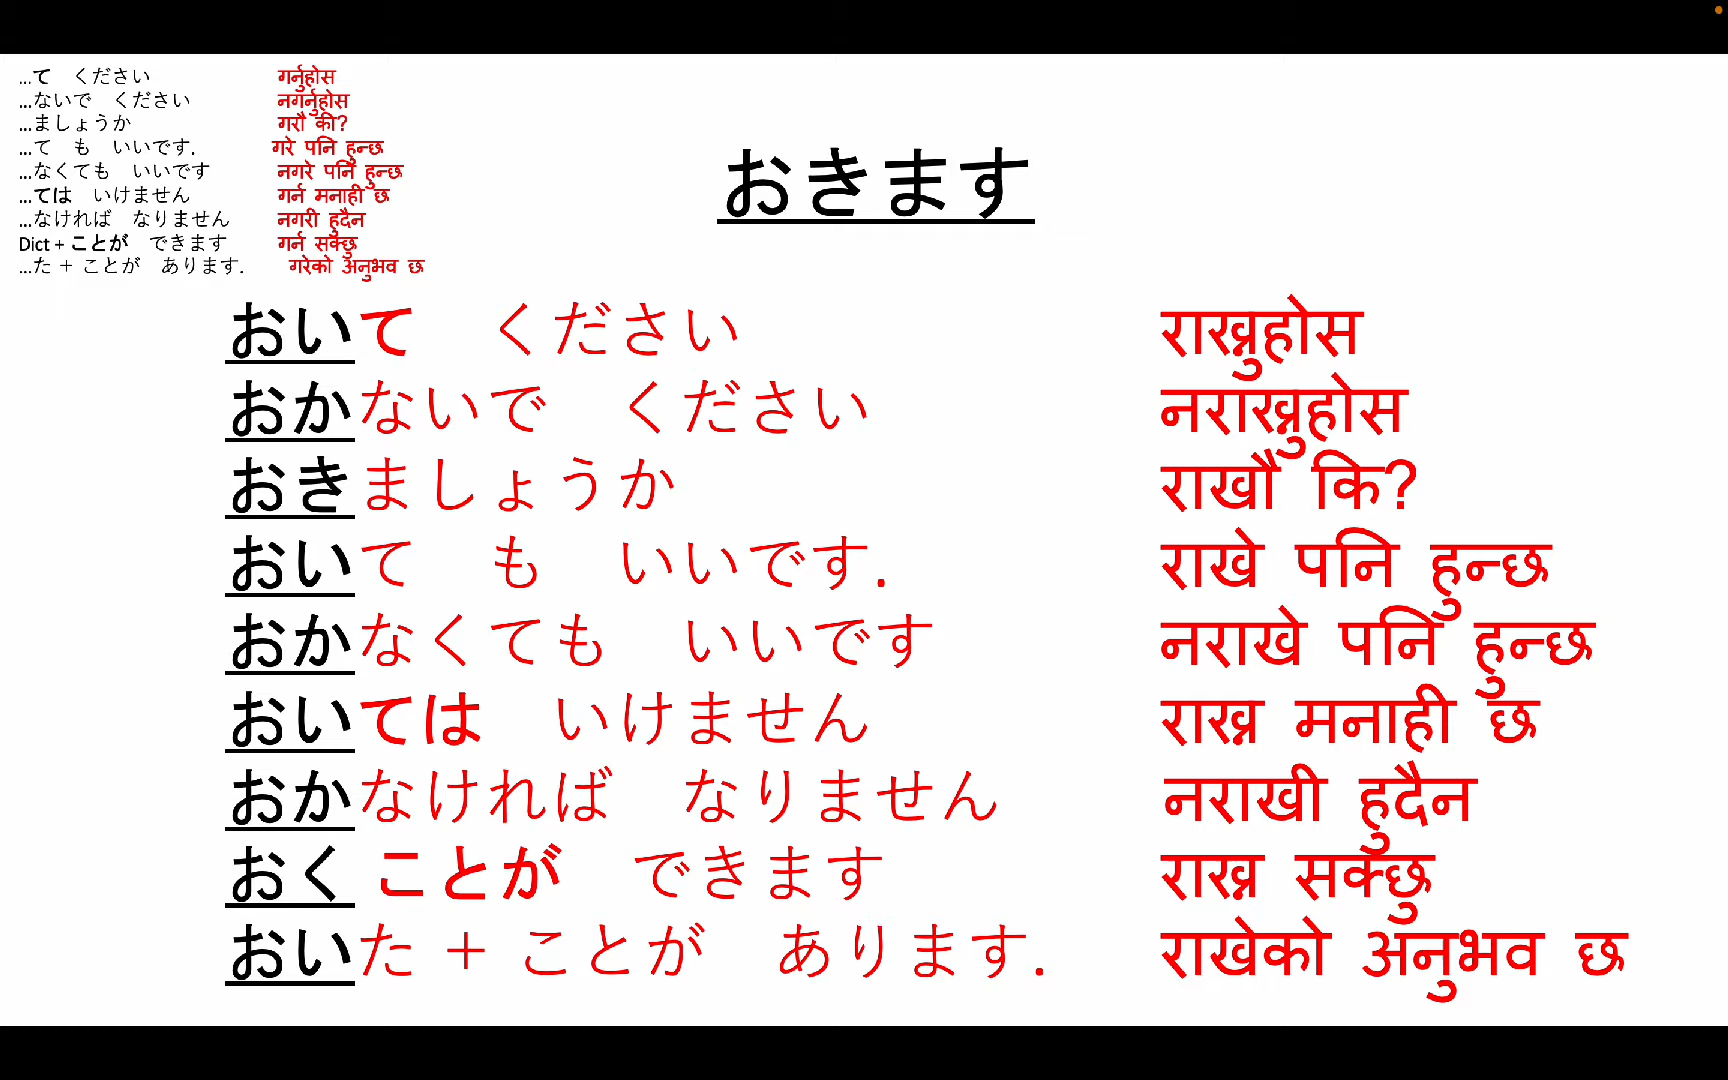 ...て　ください　गर्नुहोस
...ないで　ください　नगर्नुहोस
...ましょうか　गरौ की?
...て　も　いいです.　गरे पनि हुन्छ
...なくても　いいです　नगरे पनि हुन्छ
...ては　いけません　गर्न मनाही छ
...なければ　なりません　नगरी हुदैन
Dict + ことが　できます　गर्न सक्छु
...た + ことが　あります.　गरेको अनुभव छ
おきます
おいて　ください　राख्नुहोस
おかないで　ください　नराख्नुहोस
おきましょうか　राखौ कि?
おいて　も　いいです.　राखे पनि हुन्छ
おかなくても　いいです　नराखे पनि हुन्छ
おいては　いけません　राख्न मनाही छ
おかなければ　なりません　नराखी हुदैन
おく ことが　できます　राख्न सक्छु
おいた + ことが　あります.　राखेको अनुभव छ